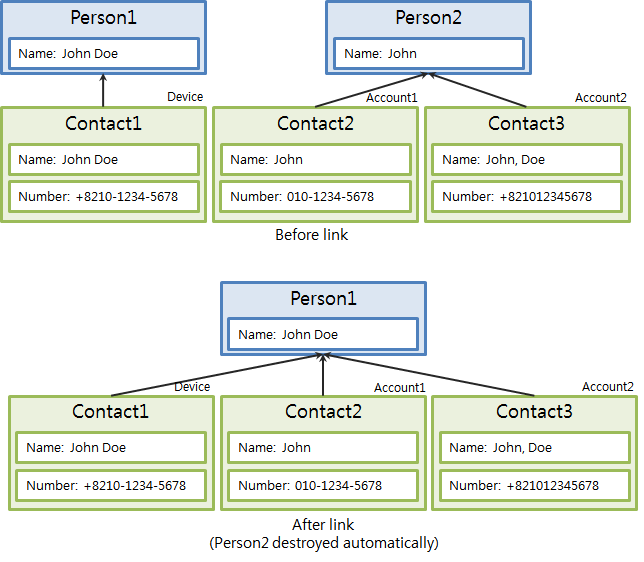 Person1
Name: John Doe
Person2
Name: John
Device
Account1
Account2
Contact1
Name: John Doe
Number: +8210-1234-5678
Contact2
Name: John
Number: 010-1234-5678
Contact3
Name: John, Doe
Number: +821012345678
Before link
Person1
Name: John Doe
Device
Account1
Account2
Contact1
Name: John Doe
Number: +8210-1234-5678
Contact2
Name: John
Number: 010-1234-5678
Contact3
Name: John, Doe
Number: +821012345678
After link
(Person2 destroyed automatically)